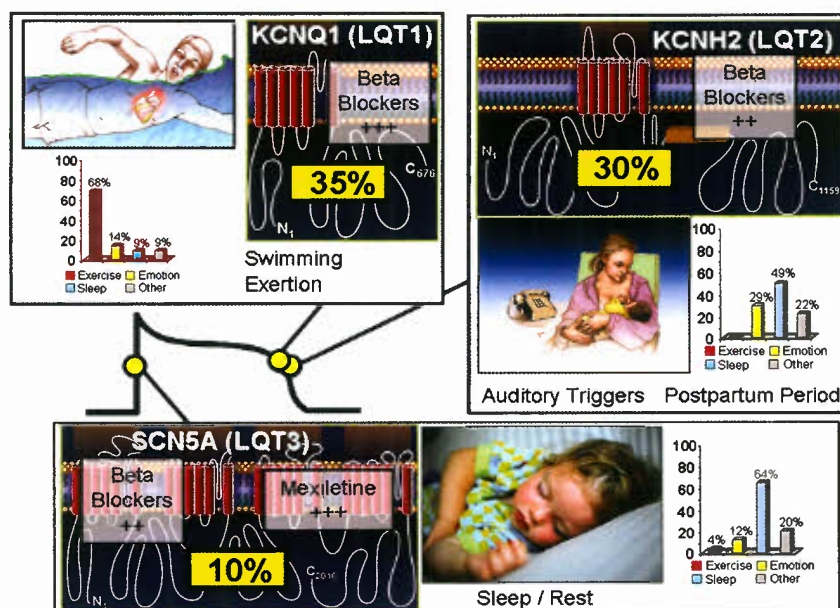 KCNQ1 (LQT1)
Beta
Blockers
+++
35%
C676
N1
100
80
60
40
20
0
68%
14%
9%
9%
Exercise Emotion
Sleep Other
Swimming
Exertion
KCNH2 (LQT2)
Beta
Blockers
++
30%
N1
C1159
100
80
60
40
20
0
29%
49%
22%
Exercise Emotion
Sleep Other
Auditory Triggers Postpartum Period
SCN5A (LQT3)
Beta
Blockers
++
Mexiletine
+++
10%
C2016
N1
100
80
60
40
20
0
4%
12%
64%
20%
Exercise Emotion
Sleep Other
Sleep / Rest